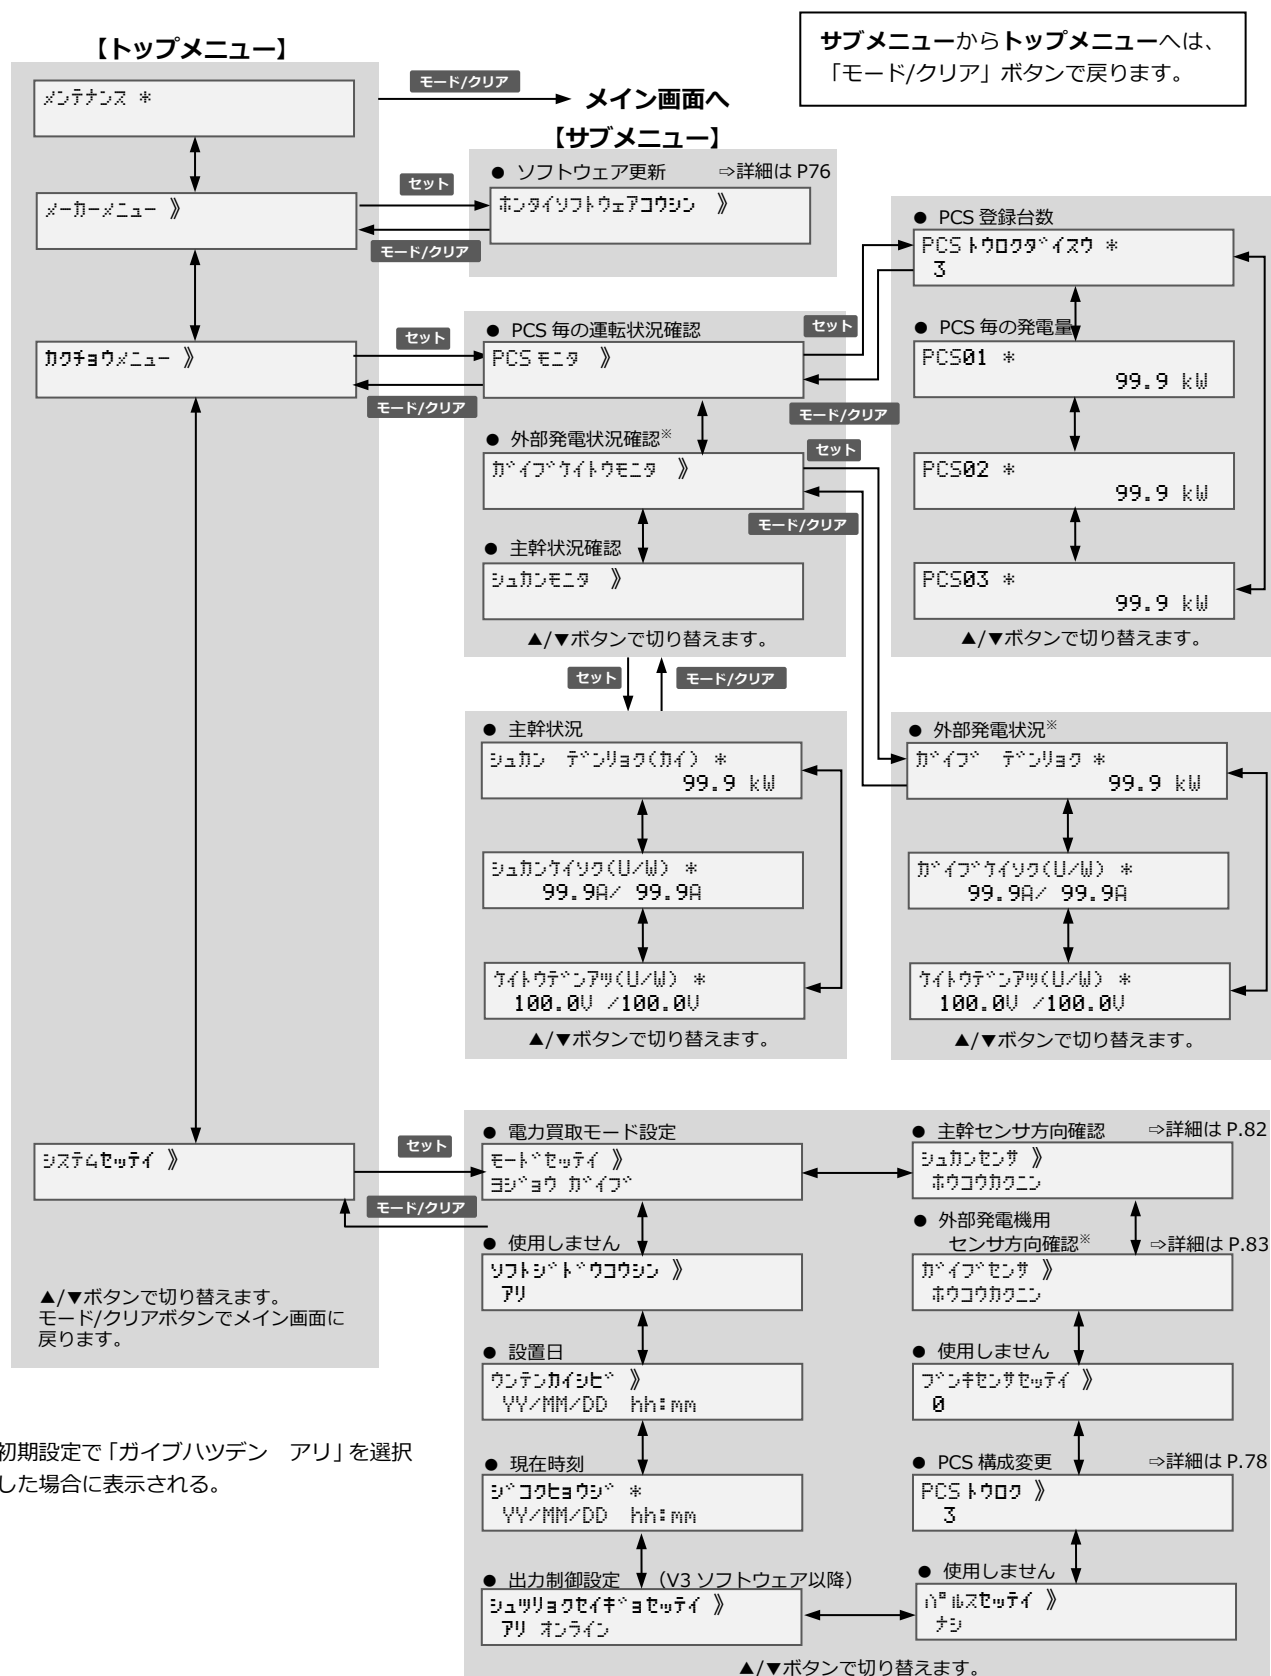 サブメニューからトップメニューへは、
「モード/クリア」ボタンで戻ります。
【トップメニュー】
メンテナンス *
モード/クリア
メイン画面へ
【サブメニュー】
メーカーメニュー 》
セット
モード/クリア
● ソフトウェア更新 ⇨詳細は P76
ホンタイソフトウェアコウシン 》
カクチョウメニュー 》
セット
モード/クリア
● PCS 毎の運転状況確認
PCSモニタ 》
セット
モード/クリア
● 外部発電状況確認※
ガイブケイトウモニタ 》
セット
モード/クリア
● 主幹状況確認
シュカンモニタ 》
▲/▼ボタンで切り替えます。
● PCS 登録台数
PCSトウロクダイスウ *
3
● PCS 毎の発電量
PCS01 *
99.9 kW
PCS02 *
99.9 kW
PCS03 *
99.9 kW
▲/▼ボタンで切り替えます。
セット
モード/クリア
● 主幹状況
シュカン デンリョク(カイ) *
99.9 kW
シュカンケイソク(U/W) *
99.9A/ 99.9A
ケイトウデンアツ(U/W) *
100.0V /100.0V
▲/▼ボタンで切り替えます。
● 外部発電状況※
ガイブ デンリョク *
99.9 kW
ガイブケイソク(U/W) *
99.9A/ 99.9A
ケイトウデンアツ(U/W) *
100.0V /100.0V
▲/▼ボタンで切り替えます。
システムセッテイ 》
セット
モード/クリア
▲/▼ボタンで切り替えます。
モード/クリアボタンでメイン画面に
戻ります。
● 電力買取モード設定
モードセッテイ 》
ヨジョウ ガイブ
● 使用しません
ソフトジドウコウシン 》
アリ
● 設置日
ウンテンカイシビ 》
YY/MM/DD hh:mm
● 現在時刻
ジコクヒョウジ *
YY/MM/DD hh:mm
● 出力制御設定 （V3 ソフトウェア以降）
シュツリョクセイギョセッテイ 》
アリ オンライン
● 主幹センサ方向確認 ⇨詳細は P.82
シュカンセンサ 》
ホウコウカクニン
● 外部発電機用
センサ方向確認※ ⇨詳細は P.83
ガイブセンサ 》
ホウコウカクニン
● 使用しません
ブンキセンサセッテイ 》
0
● PCS 構成変更 ⇨詳細は P.78
PCSトウロク 》
3
● 使用しません
パルスセッテイ 》
ナシ
▲/▼ボタンで切り替えます。
初期設定で「ガイブハツデン アリ」を選択
した場合に表示される。